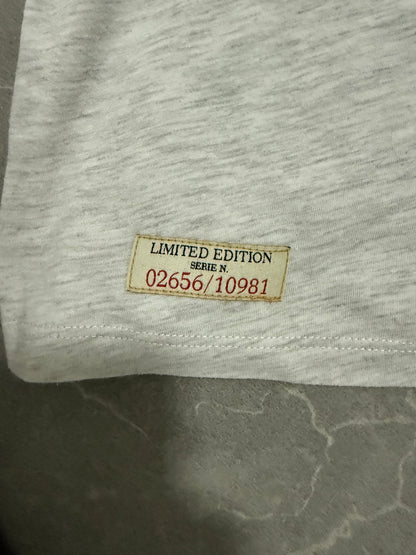 LIMITED EDITION
SERIE N.
02656/10981